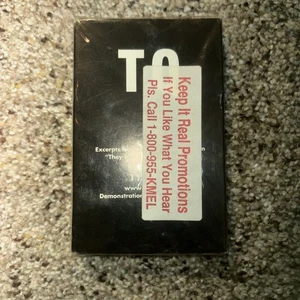 TO
Excerpts
"They
www.
Demonstration
Keep It Real Promotions
If You Like What You Hear
Pls. Call 1-800-955-KMEL